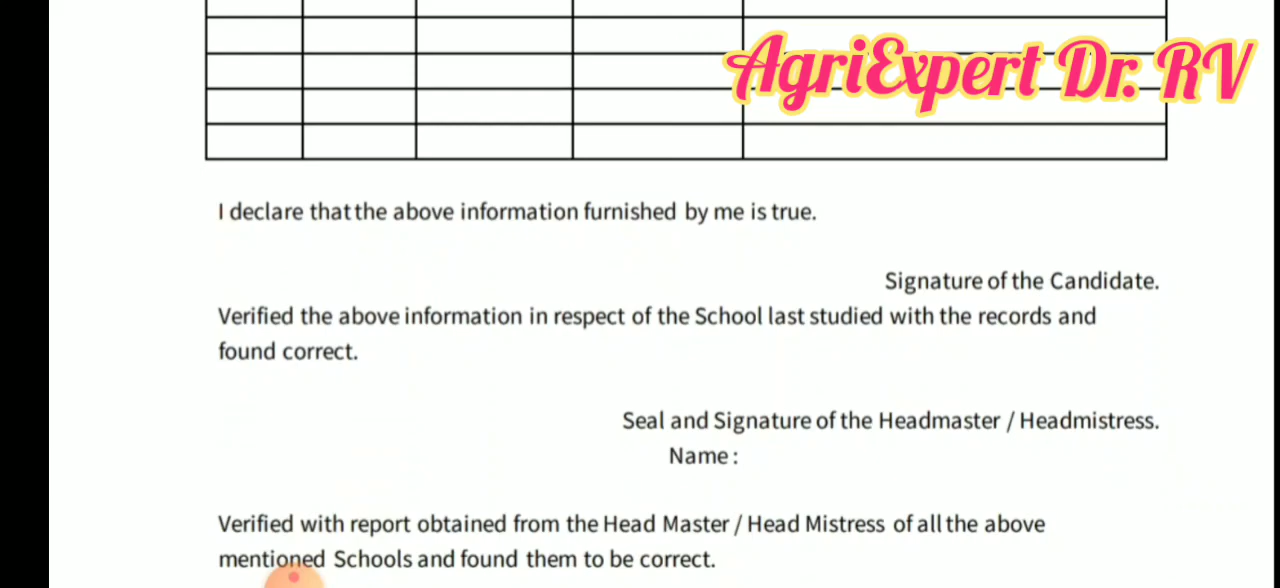 AgriExpert Dr. RV
I declare that the above information furnished by me is true.
Signature of the Candidate.
Verified the above information in respect of the School last studied with the records and
found correct.
Seal and Signature of the Headmaster / Headmistress.
Name :
Verified with report obtained from the Head Master / Head Mistress of all the above
mentioned Schools and found them to be correct.